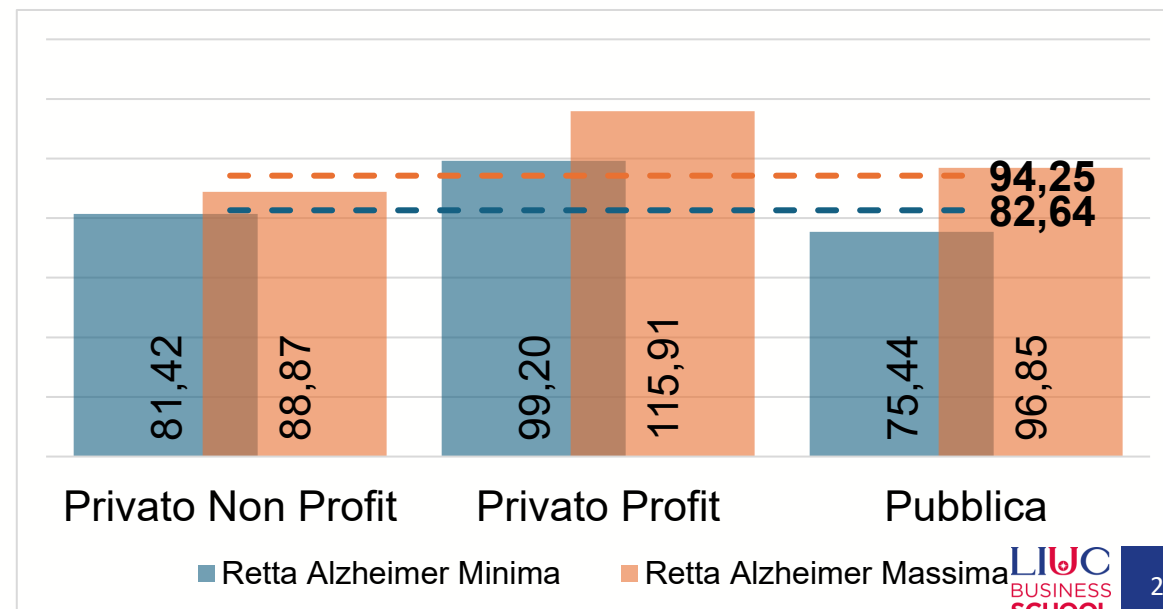 94,25
82,64
81,42
88,87
99,20
115,91
75,44
96,85
Privato Non Profit
Privato Profit
Pubblica
Retta Alzheimer Minima
Retta Alzheimer Massima
LIUC
BUSINESS
SCHOOL
2